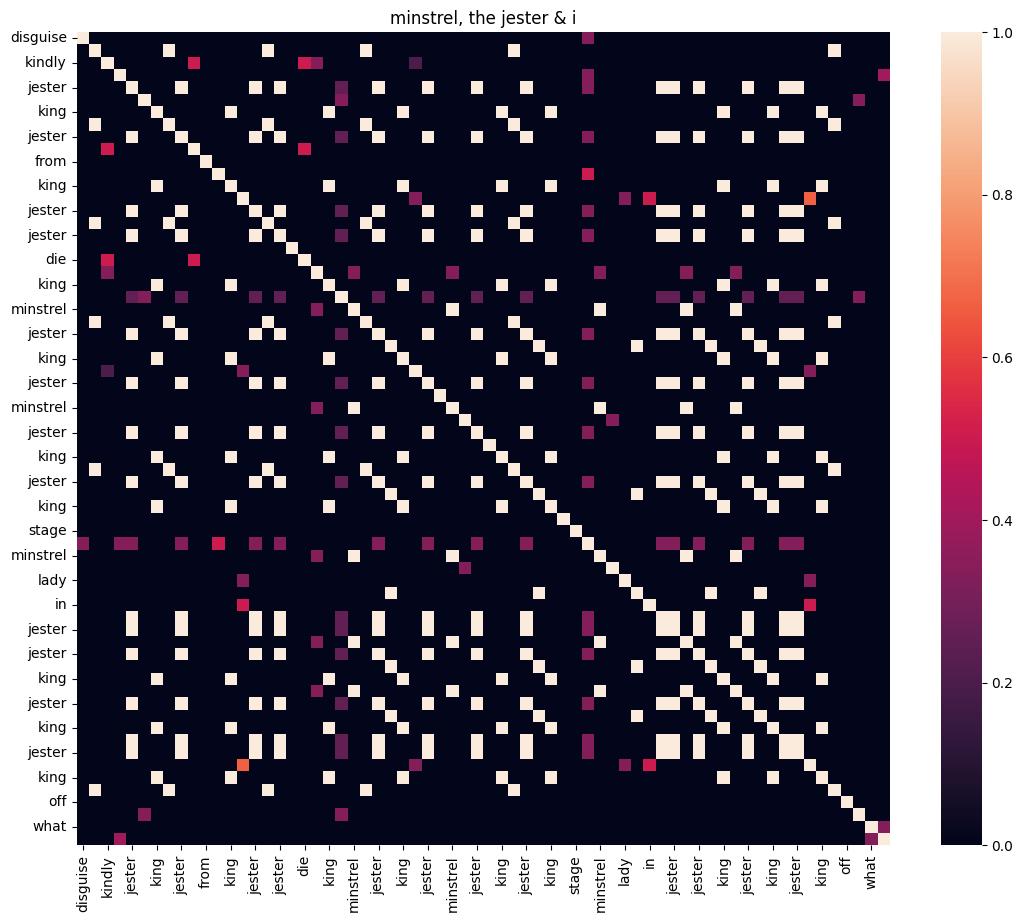 minstrel, the jester & i
disguise
kindly
jester
king
jester
from
king
jester
jester
die
king
minstrel
jester
king
jester
minstrel
jester
king
jester
king
stage
minstrel
lady
in
jester
jester
king
jester
king
jester
king
off
what
1.0
0.8
0.6
0.4
0.2
0.0
disguise
kindly
jester
king
jester
from
king
jester
jester
die
king
minstrel
jester
king
jester
minstrel
jester
king
jester
king
stage
minstrel
lady
in
jester
jester
king
jester
king
jester
king
off
what